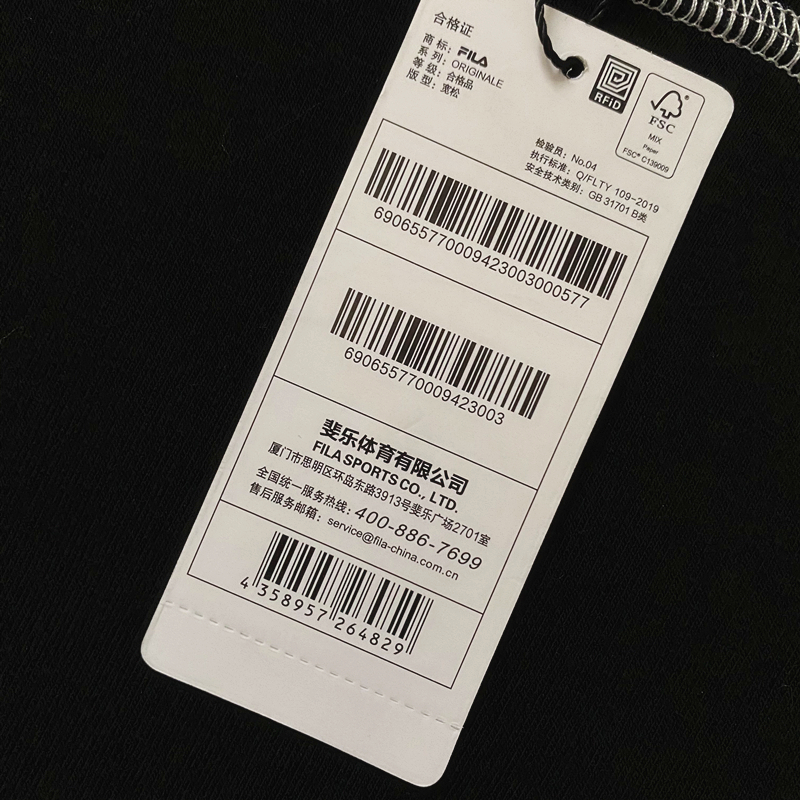 合格证
商 标： FILA
系 列： ORIGINALE
等 级： 合格品
版 型： 宽松
RFiD
FSC®
MIX
Paper
FSC® C139009
检验员： No.04
执行标准： Q/FLTY 109-2019
安全技术类别： GB 31701 B类
690655770009423003000577
690655770009423003
斐乐体育有限公司
FILA SPORTS CO., LTD.
厦门市思明区环岛东路3913号斐乐广场2701室
全国统一服务热线：400-886-7699
售后服务邮箱：service@fila-china.com.cn
4 358957 264829